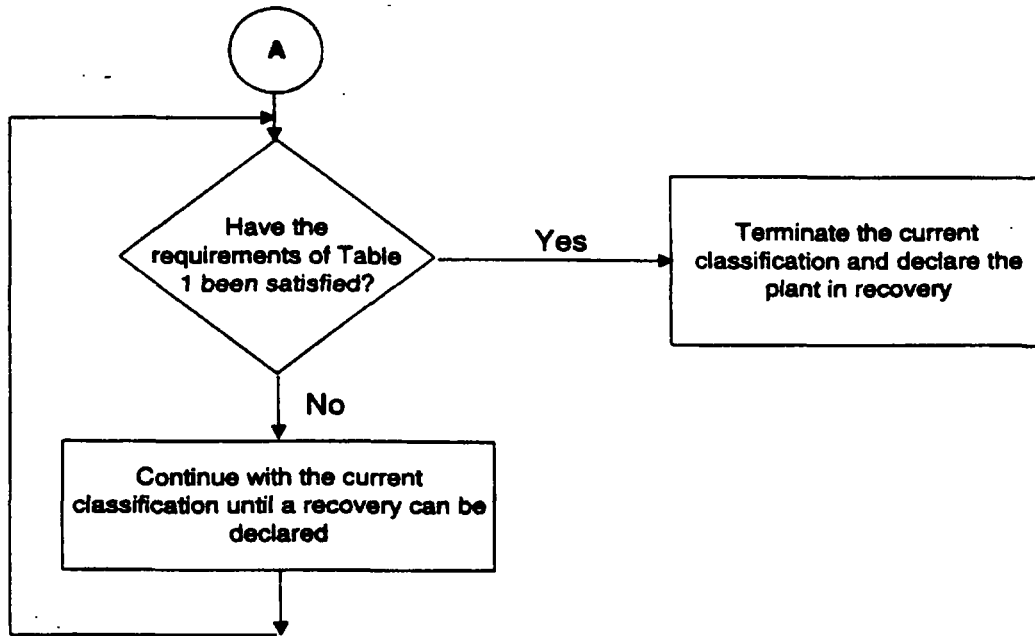 A
Have the
requirements of Table
1 been satisfied?
Yes
Terminate the current
classification and declare the
plant in recovery
No
Continue with the current
classification until a recovery can be
declared